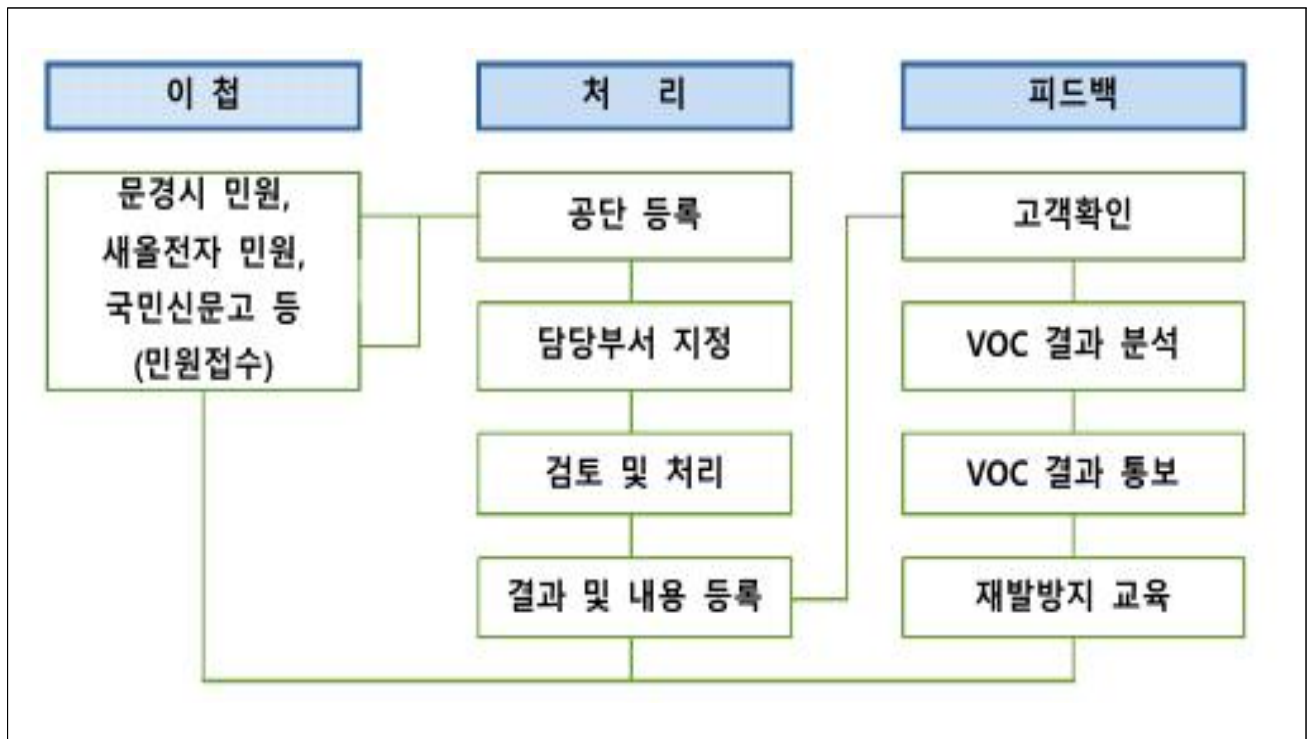 이 첩
처 리
피드백
문경시 민원,
새올전자 민원,
국민신문고 등
(민원접수)
공단 등록
담당부서 지정
검토 및 처리
결과 및 내용 등록
고객확인
VOC 결과 분석
VOC 결과 통보
재발방지 교육